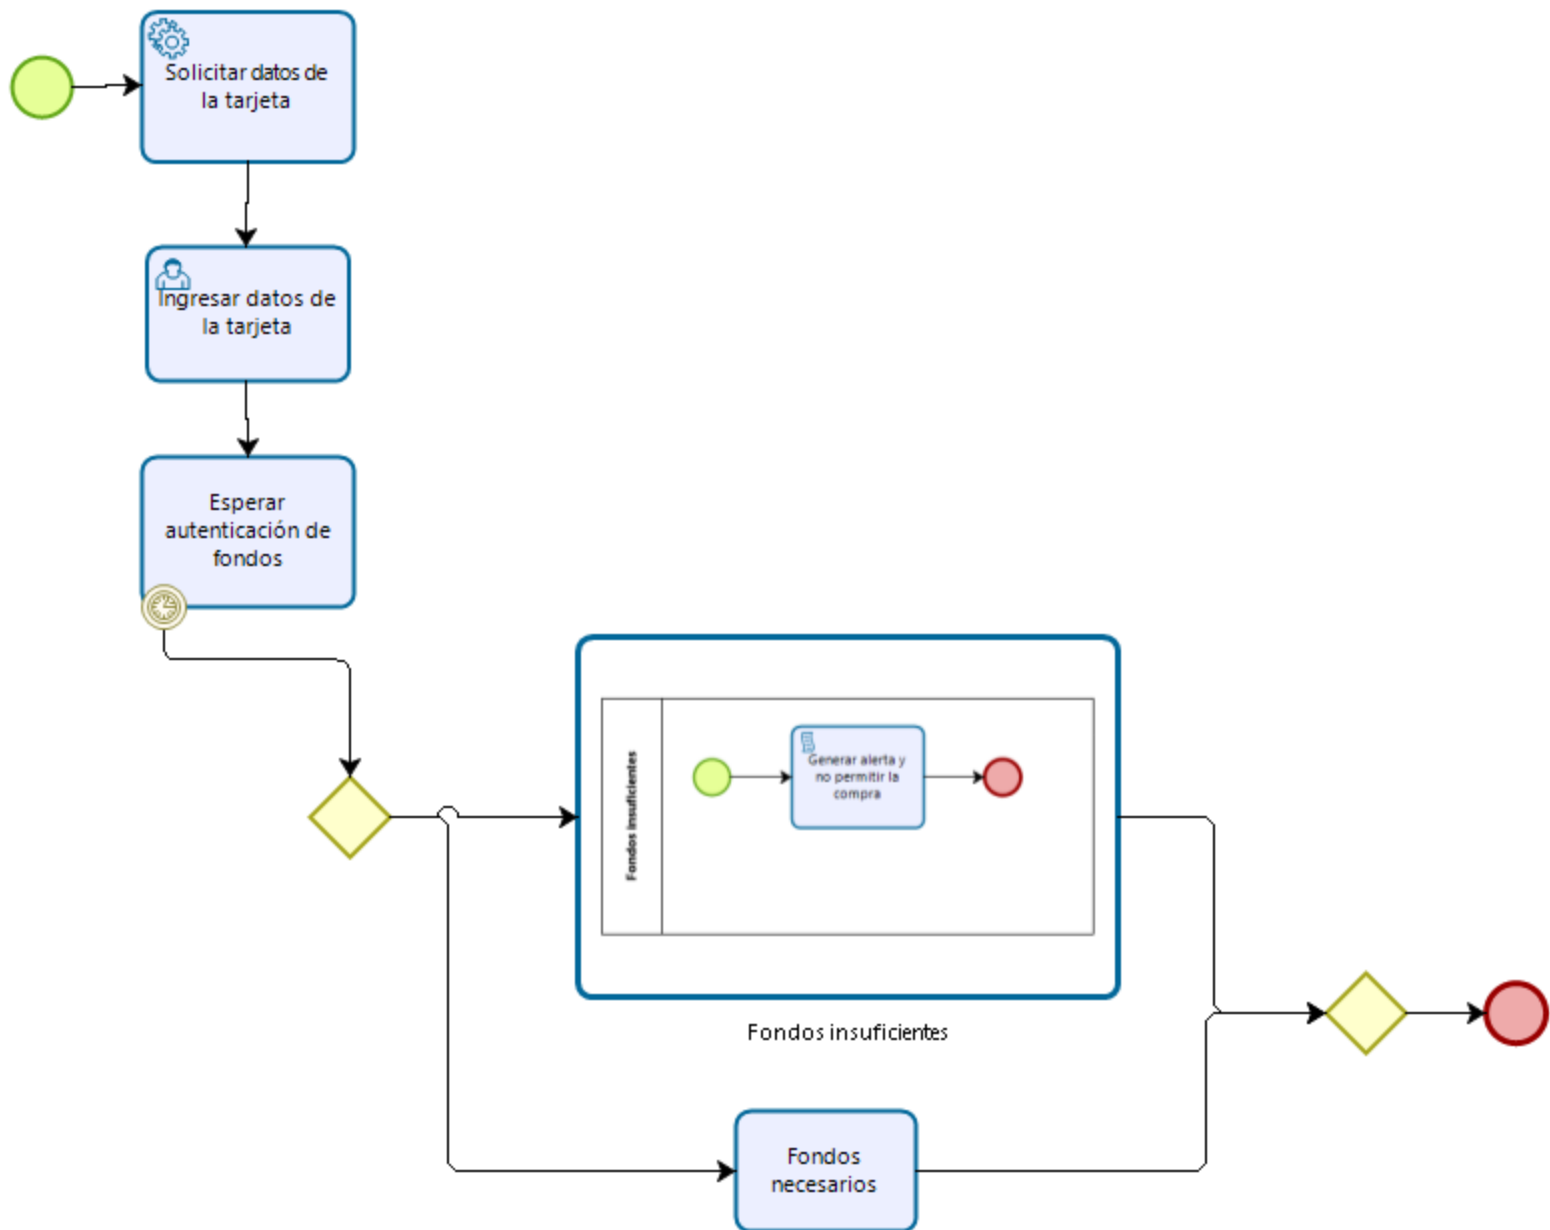 Solicitar datos de
la tarjeta
Ingresar datos de
la tarjeta
Esperar
autenticación de
fondos
Fondos insuficientes
Generar alerta y
no permitir la
compra
Fondos insuficientes
Fondos
necesarios